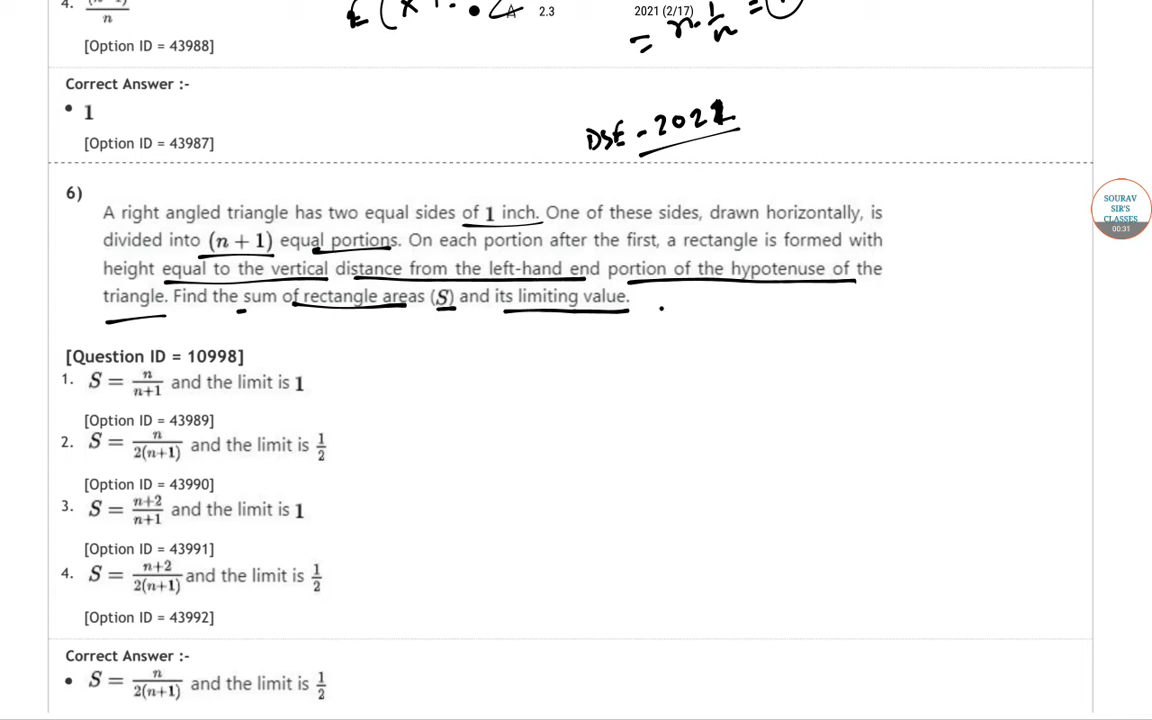 4.
n
2.3
2021 (2/17)
= n. 1/n =
[Option ID = 43988]
Correct Answer :-
• 1
[Option ID = 43987]
DSE - 2021
6)
A right angled triangle has two equal sides of 1 inch. One of these sides, drawn horizontally, is
divided into (n + 1) equal portions. On each portion after the first, a rectangle is formed with
height equal to the vertical distance from the left-hand end portion of the hypotenuse of the
triangle. Find the sum of rectangle areas (S) and its limiting value.
SOURAV
SIR'S
CLASSES
00:31
[Question ID = 10998]
1. S = n/(n+1) and the limit is 1
[Option ID = 43989]
2. S = n/(2(n+1)) and the limit is 1/2
[Option ID = 43990]
3. S = (n+2)/(n+1) and the limit is 1
[Option ID = 43991]
4. S = (n+2)/(2(n+1)) and the limit is 1/2
[Option ID = 43992]
Correct Answer :-
• S = n/(2(n+1)) and the limit is 1/2